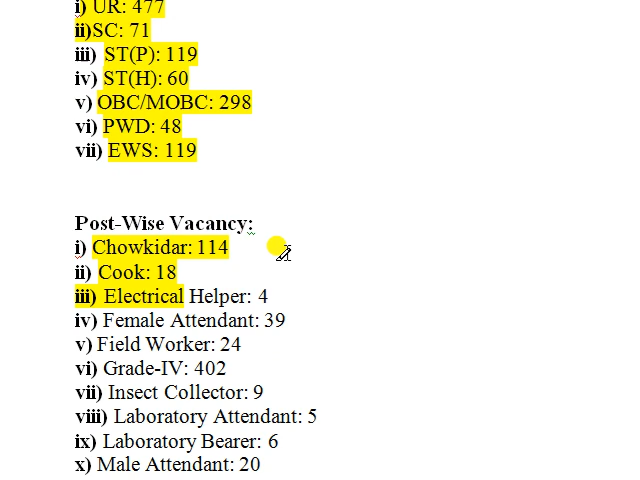 i) UR: 477
ii)SC: 71
iii) ST(P): 119
iv) ST(H): 60
v) OBC/MOBC: 298
vi) PWD: 48
vii) EWS: 119
Post-Wise Vacancy:
i) Chowkidar: 114
ii) Cook: 18
iii) Electrical Helper: 4
iv) Female Attendant: 39
v) Field Worker: 24
vi) Grade-IV: 402
vii) Insect Collector: 9
viii) Laboratory Attendant: 5
ix) Laboratory Bearer: 6
x) Male Attendant: 20